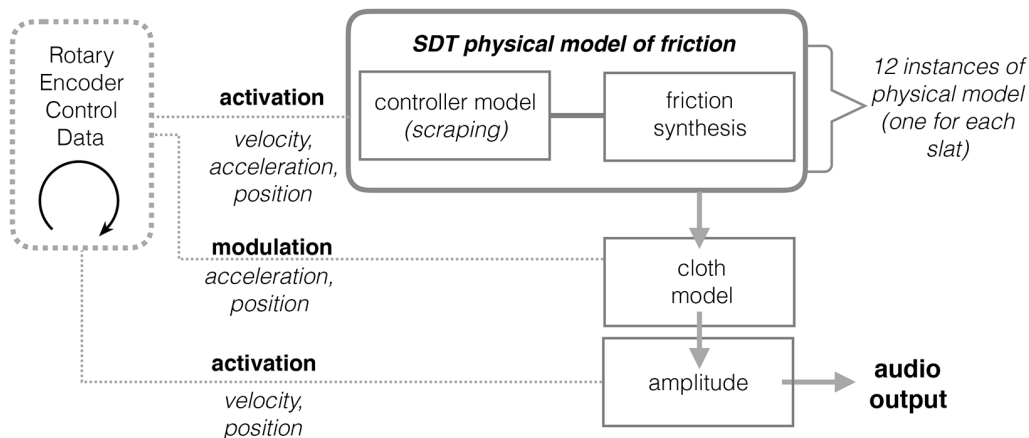 Rotary
Encoder
Control
Data
activation
velocity,
acceleration,
position
SDT physical model of friction
controller model
(scraping)
friction
synthesis
12 instances of
physical model
(one for each
slat)
modulation
acceleration,
position
cloth
model
activation
velocity,
position
amplitude
audio
output